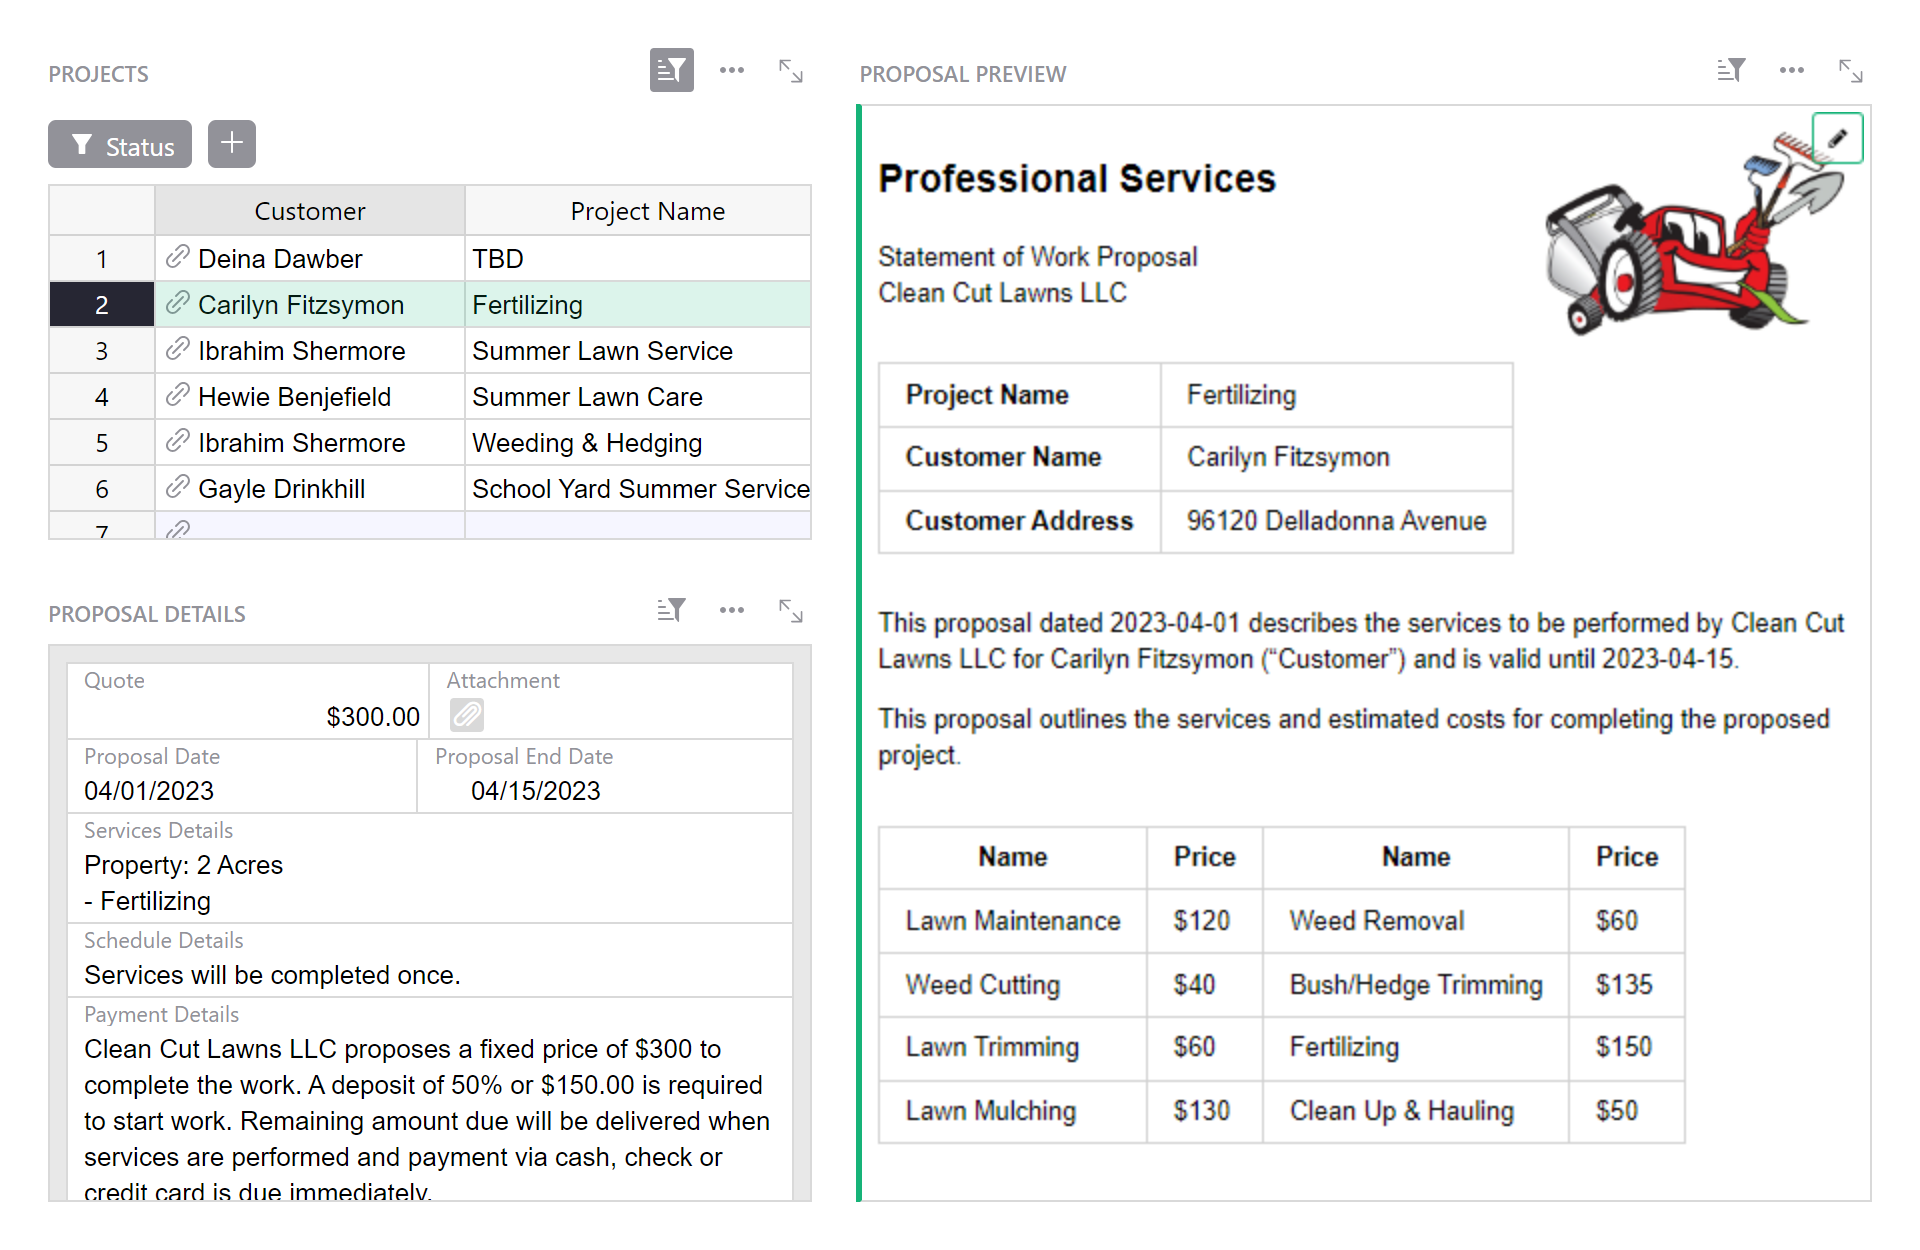 PROJECTS
Status
Customer Project Name
1 Deina Dawber TBD
2 Carilyn Fitzsymon Fertilizing
3 Ibrahim Shermore Summer Lawn Service
4 Hewie Benjefield Summer Lawn Care
5 Ibrahim Shermore Weeding & Hedging
6 Gayle Drinkhill School Yard Summer Service
7
PROPOSAL DETAILS
Quote Attachment
$300.00
Proposal Date Proposal End Date
04/01/2023 04/15/2023
Services Details
Property: 2 Acres
- Fertilizing
Schedule Details
Services will be completed once.
Payment Details
Clean Cut Lawns LLC proposes a fixed price of $300 to
complete the work. A deposit of 50% or $150.00 is required
to start work. Remaining amount due will be delivered when
services are performed and payment via cash, check or
credit card is due immediately.
PROPOSAL PREVIEW
Professional Services
Statement of Work Proposal
Clean Cut Lawns LLC
Project Name Fertilizing
Customer Name Carilyn Fitzsymon
Customer Address 96120 Delladonna Avenue
This proposal dated 2023-04-01 describes the services to be performed by Clean Cut
Lawns LLC for Carilyn Fitzsymon (“Customer”) and is valid until 2023-04-15.
This proposal outlines the services and estimated costs for completing the proposed
project.
Name Price Name Price
Lawn Maintenance $120 Weed Removal $60
Weed Cutting $40 Bush/Hedge Trimming $135
Lawn Trimming $60 Fertilizing $150
Lawn Mulching $130 Clean Up & Hauling $50